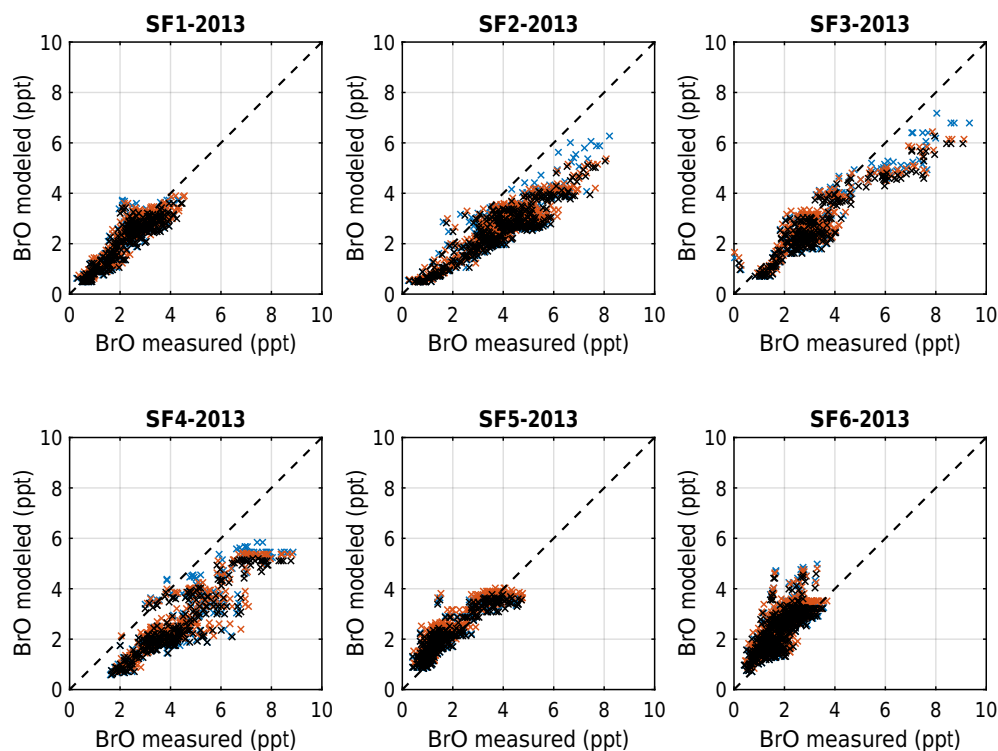 SF1-2013 SF2-2013 SF3-2013
10 8 6 4 2 0
BrO modeled (ppt)
0 2 4 6 8 10
BrO measured (ppt)
10 8 6 4 2 0
BrO modeled (ppt)
0 2 4 6 8 10
BrO measured (ppt)
10 8 6 4 2 0
BrO modeled (ppt)
0 2 4 6 8 10
BrO measured (ppt)
SF4-2013 SF5-2013 SF6-2013
10 8 6 4 2 0
BrO modeled (ppt)
0 2 4 6 8 10
BrO measured (ppt)
10 8 6 4 2 0
BrO modeled (ppt)
0 2 4 6 8 10
BrO measured (ppt)
10 8 6 4 2 0
BrO modeled (ppt)
0 2 4 6 8 10
BrO measured (ppt)